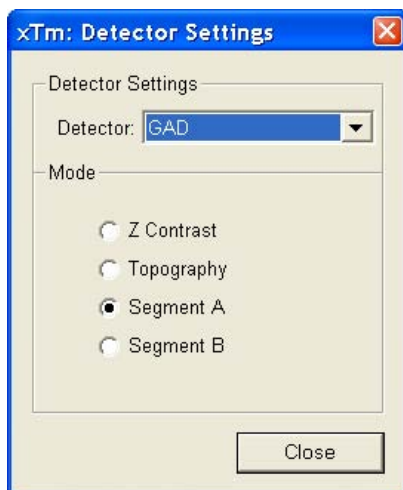 xTm: Detector Settings
Detector Settings
Detector: GAD
Mode
Z Contrast
Topography
Segment A
Segment B
Close